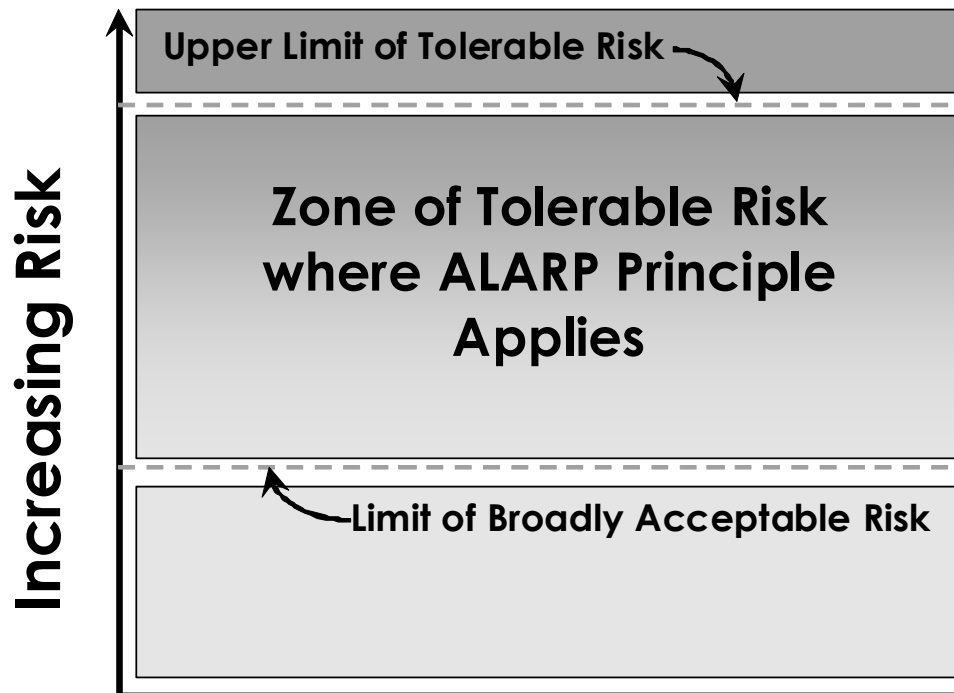 Upper Limit of Tolerable Risk
Zone of Tolerable Risk
where ALARP Principle
Applies
Limit of Broadly Acceptable Risk
Increasing Risk